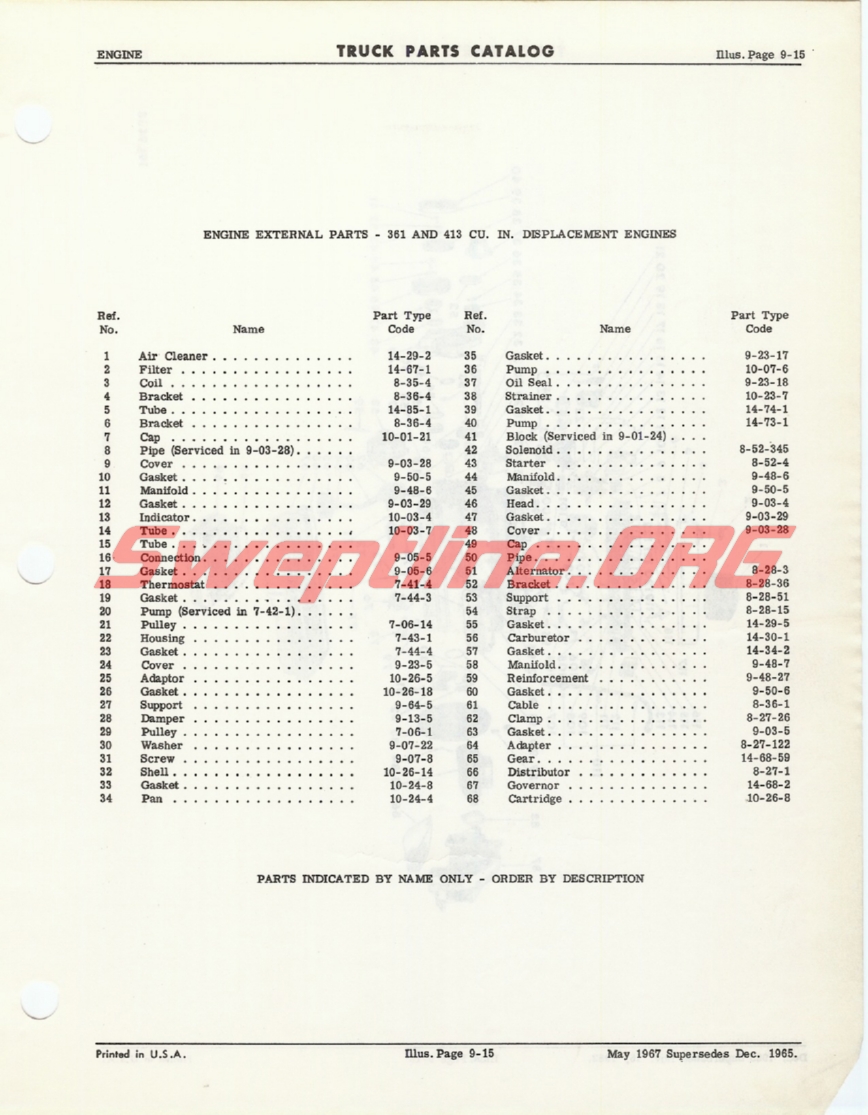 ENGINE TRUCK PARTS CATALOG Illus. Page 9-15
ENGINE EXTERNAL PARTS - 361 AND 413 CU. IN. DISPLACEMENT ENGINES
Ref. Part Type Ref. Part Type
No. Name Code No. Name Code
1 Air Cleaner . . . . . . . . . . . . . . 14-29-2 35 Gasket . . . . . . . . . . . . . . . . 9-23-17
2 Filter . . . . . . . . . . . . . . . . 14-67-1 36 Pump . . . . . . . . . . . . . . . . 10-07-6
3 Coil . . . . . . . . . . . . . . . . . 8-35-4 37 Oil Seal . . . . . . . . . . . . . . . 9-23-18
4 Bracket . . . . . . . . . . . . . . . 8-36-4 38 Strainer . . . . . . . . . . . . . . . 10-23-7
5 Tube . . . . . . . . . . . . . . . . . 14-85-1 39 Gasket . . . . . . . . . . . . . . . . 14-74-1
6 Bracket . . . . . . . . . . . . . . . 8-36-4 40 Pump . . . . . . . . . . . . . . . . 14-73-1
7 Cap . . . . . . . . . . . . . . . . . 10-01-21 41 Block (Serviced in 9-01-24) . . . .
8 Pipe (Serviced in 9-03-28) . . . . . . 42 Solenoid . . . . . . . . . . . . . . . 8-52-345
9 Cover . . . . . . . . . . . . . . . . 9-03-28 43 Starter . . . . . . . . . . . . . . . 8-52-4
10 Gasket . . . . . . . . . . . . . . . . 9-50-5 44 Manifold . . . . . . . . . . . . . . . 9-48-6
11 Manifold . . . . . . . . . . . . . . . 9-48-6 45 Gasket . . . . . . . . . . . . . . . . 9-50-5
12 Gasket . . . . . . . . . . . . . . . . 9-03-29 46 Head . . . . . . . . . . . . . . . . . 9-03-4
13 Indicator . . . . . . . . . . . . . . . 10-03-4 47 Gasket . . . . . . . . . . . . . . . . 9-03-29
14 Tube . . . . . . . . . . . . . . . . . 10-03-7 48 Cover . . . . . . . . . . . . . . . . 9-03-28
15 Tube . . . . . . . . . . . . . . . . . 49 Cap . . . . . . . . . . . . . . . . .
16 Connection . . . . . . . . . . . . . . 9-05-5 50 Pipe . . . . . . . . . . . . . . . . .
17 Gasket . . . . . . . . . . . . . . . . 9-05-6 51 Alternator . . . . . . . . . . . . . . 8-28-3
18 Thermostat . . . . . . . . . . . . . . 7-41-4 52 Bracket . . . . . . . . . . . . . . . 8-28-36
19 Gasket . . . . . . . . . . . . . . . . 7-44-3 53 Support . . . . . . . . . . . . . . . 8-28-51
20 Pump (Serviced in 7-42-1) . . . . . . 54 Strap . . . . . . . . . . . . . . . . 8-28-15
21 Pulley . . . . . . . . . . . . . . . . 7-06-14 55 Gasket . . . . . . . . . . . . . . . . 14-29-5
22 Housing . . . . . . . . . . . . . . . 7-43-1 56 Carburetor . . . . . . . . . . . . . . 14-30-1
23 Gasket . . . . . . . . . . . . . . . . 7-44-4 57 Gasket . . . . . . . . . . . . . . . . 14-34-2
24 Cover . . . . . . . . . . . . . . . . 9-23-5 58 Manifold . . . . . . . . . . . . . . . 9-48-7
25 Adaptor . . . . . . . . . . . . . . . 10-26-5 59 Reinforcement . . . . . . . . . . . 9-48-27
26 Gasket . . . . . . . . . . . . . . . . 10-26-18 60 Gasket . . . . . . . . . . . . . . . . 9-50-6
27 Support . . . . . . . . . . . . . . . 9-64-5 61 Cable . . . . . . . . . . . . . . . . 8-36-1
28 Damper . . . . . . . . . . . . . . . 9-13-5 62 Clamp . . . . . . . . . . . . . . . . 8-27-26
29 Pulley . . . . . . . . . . . . . . . . 7-06-1 63 Gasket . . . . . . . . . . . . . . . . 9-03-5
30 Washer . . . . . . . . . . . . . . . 9-07-22 64 Adapter . . . . . . . . . . . . . . . 8-27-122
31 Screw . . . . . . . . . . . . . . . . 9-07-8 65 Gear . . . . . . . . . . . . . . . . . 14-68-59
32 Shell . . . . . . . . . . . . . . . . . 10-26-14 66 Distributor . . . . . . . . . . . . . 8-27-1
33 Gasket . . . . . . . . . . . . . . . . 10-24-8 67 Governor . . . . . . . . . . . . . . 14-68-2
34 Pan . . . . . . . . . . . . . . . . . 10-24-4 68 Cartridge . . . . . . . . . . . . . . 10-26-8
Sweptline.ORG
PARTS INDICATED BY NAME ONLY - ORDER BY DESCRIPTION
Printed in U.S.A. Illus. Page 9-15 May 1967 Supersedes Dec. 1965.